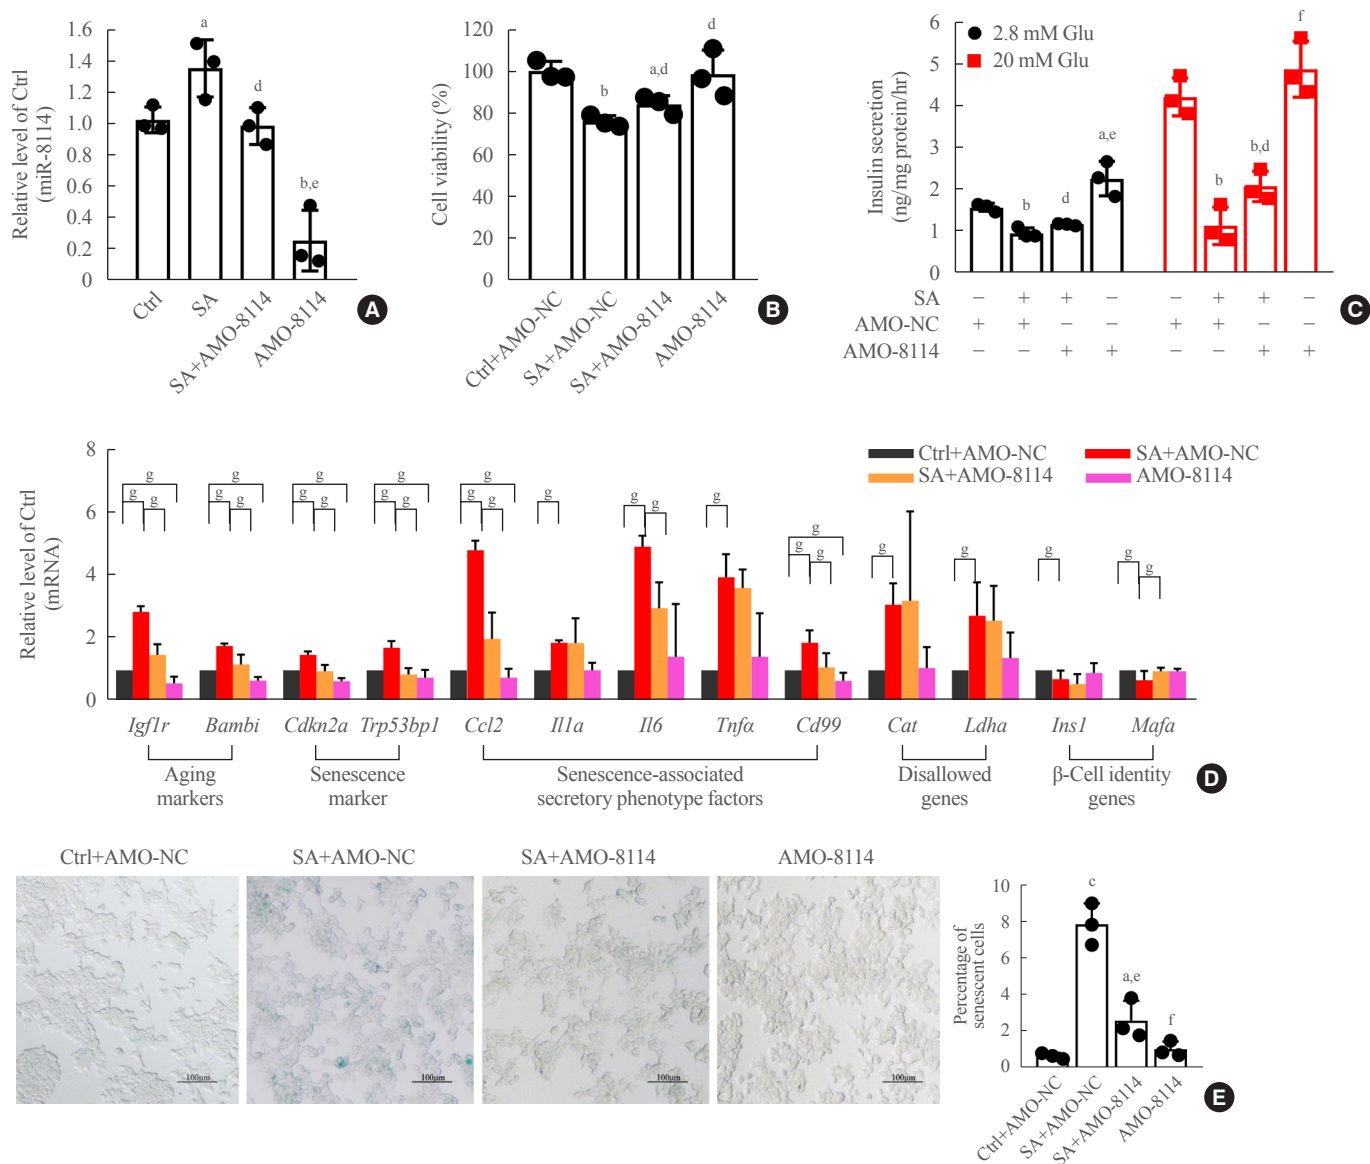 Relative level of Ctrl
(miR-8114)
1.6
1.4
1.2
1.0
0.8
0.6
0.4
0.2
0
a
d
b,e
Ctrl
SA
SA+AMO-8114
AMO-8114
A
Cell viability (%)
120
100
80
60
40
20
0
b
a,d
d
Ctrl+AMO-NC
SA+AMO-NC
SA+AMO-8114
AMO-8114
B
Insulin secretion
(ng/mg protein/hr)
6
5
4
3
2
1
0
2.8 mM Glu
20 mM Glu
b
d
a,e
b
b,d
f
SA − + + − − + + −
AMO-NC + + − − + + − −
AMO-8114 − − + + − − + +
C
Relative level of Ctrl
(mRNA)
8
6
4
2
0
Ctrl+AMO-NC
SA+AMO-NC
SA+AMO-8114
AMO-8114
g g g g g
g g g g g g g g g g g g g
g
g g g g g g
g g
Igf1r Bambi Cdkn2a Trp53bp1 Ccl2 Il1a Il6 Tnfα Cd99 Cat Ldha Ins1 Mafa
Aging
markers
Senescence
marker
Senescence-associated
secretory phenotype factors
Disallowed
genes
β-Cell identity
genes
D
Ctrl+AMO-NC
SA+AMO-NC
SA+AMO-8114
AMO-8114
100μm
100μm
100μm
100μm
Percentage of
senescent cells
10
8
6
4
2
0
c
a,e
f
Ctrl+AMO-NC
SA+AMO-NC
SA+AMO-8114
AMO-8114
E